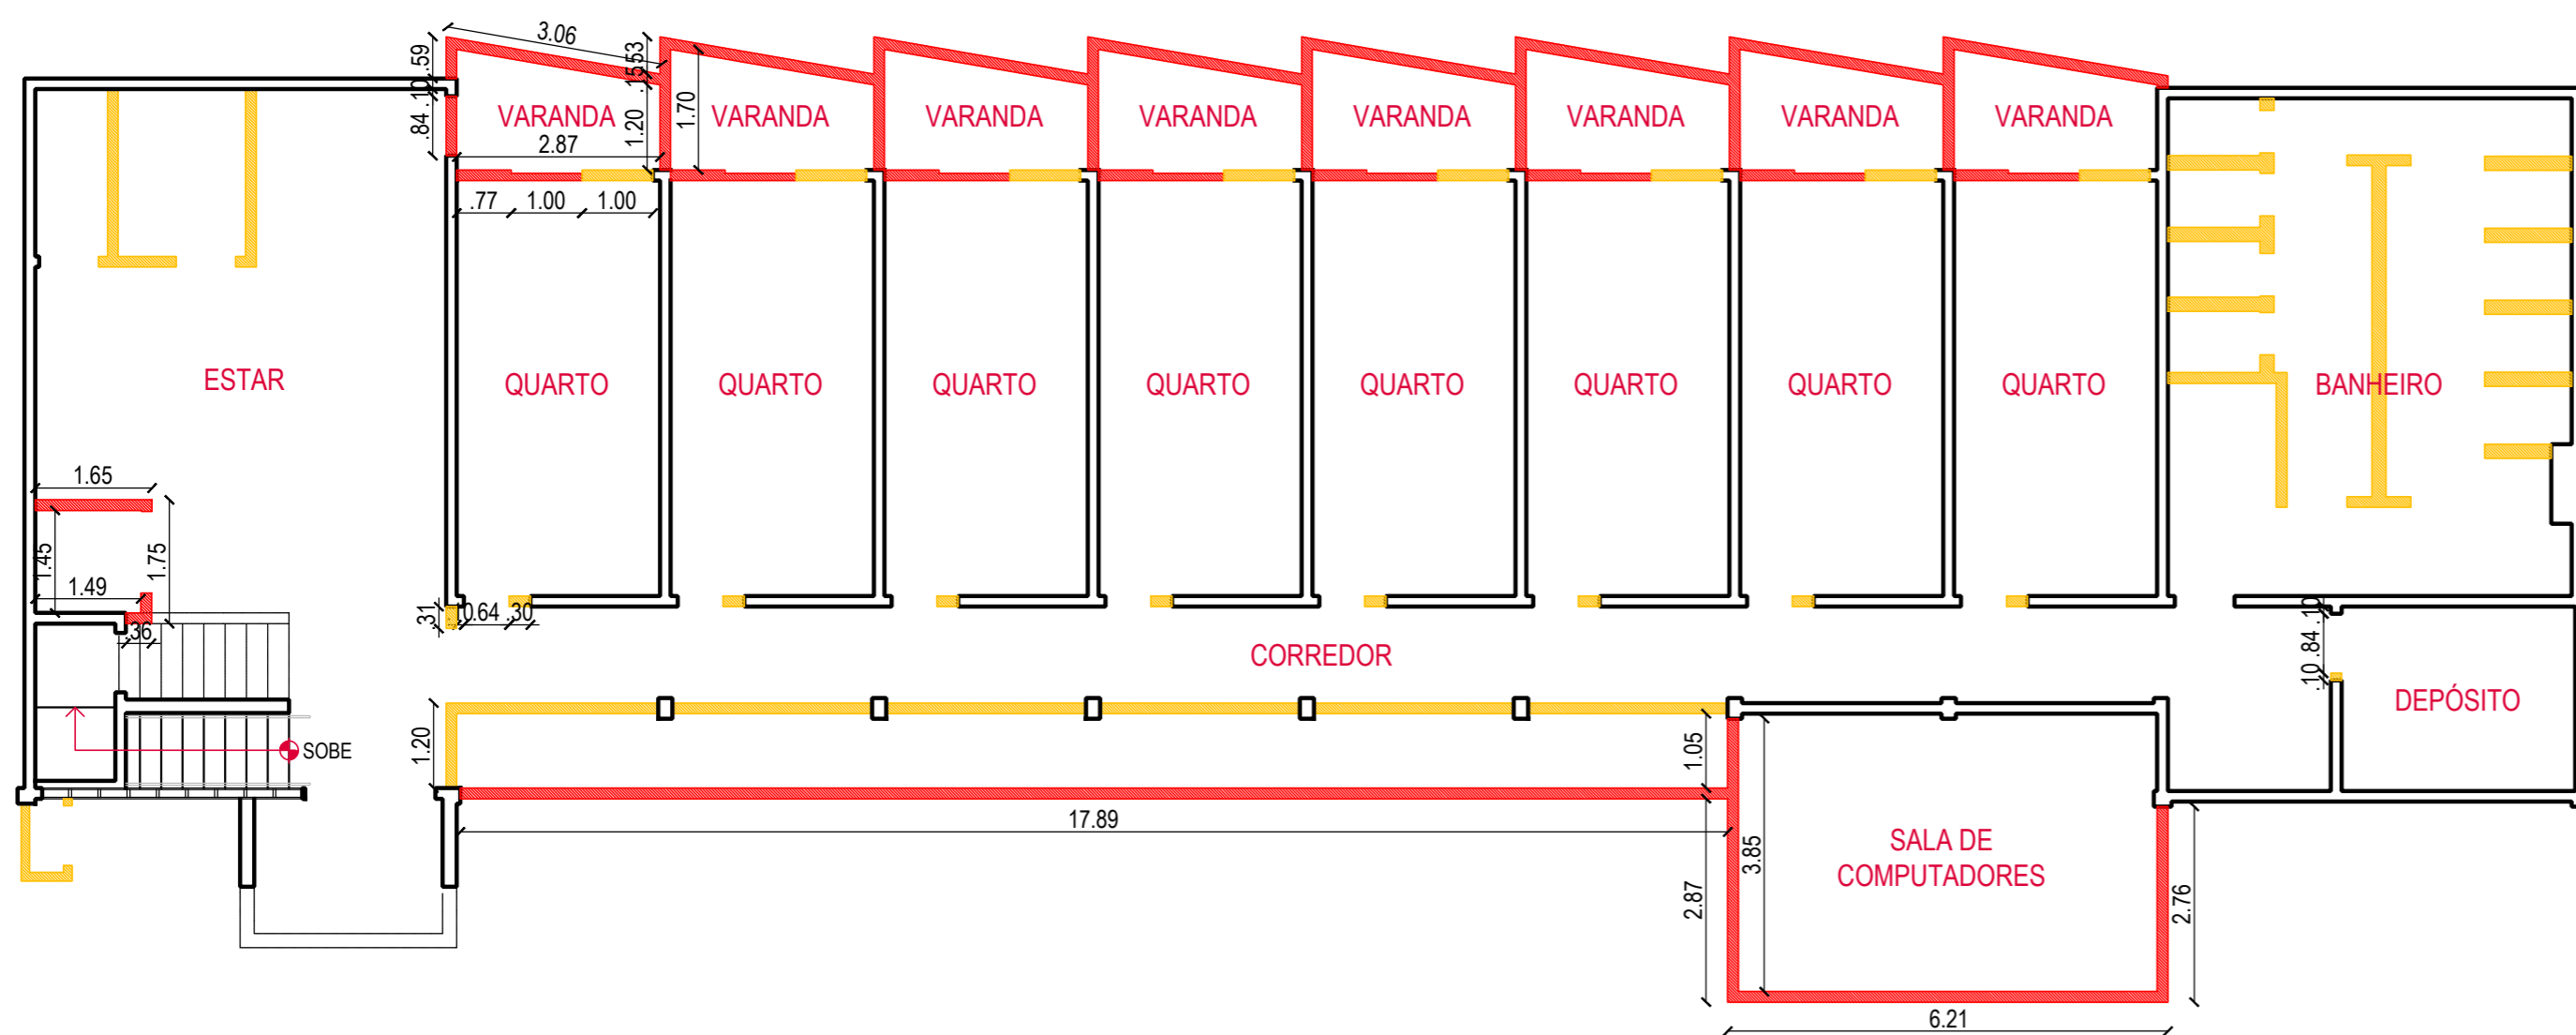 3.06
.59
.10
.84
.53
.15
1.20
1.70
VARANDA
VARANDA
VARANDA
VARANDA
VARANDA
VARANDA
VARANDA
VARANDA
2.87
.77
1.00
1.00
ESTAR
QUARTO
QUARTO
QUARTO
QUARTO
QUARTO
QUARTO
QUARTO
QUARTO
BANHEIRO
1.65
1.45
1.75
1.49
.36
.31
.64
.30
.10
.84
.10
CORREDOR
DEPÓSITO
SOBE
1.20
1.05
17.89
3.85
2.87
SALA DE
COMPUTADORES
2.76
6.21